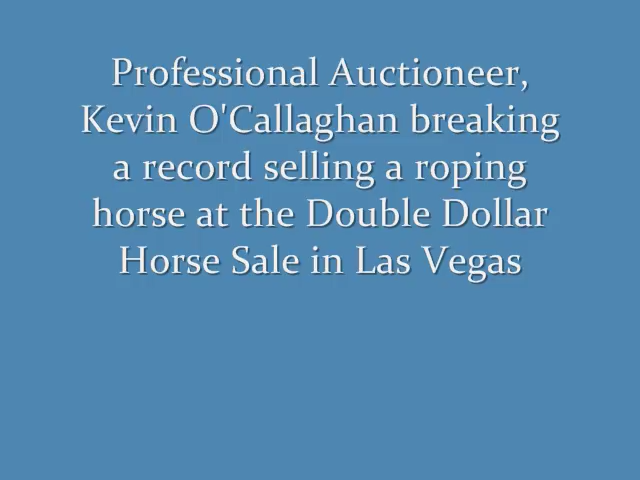 Professional Auctioneer,
Kevin O'Callaghan breaking
a record selling a roping
horse at the Double Dollar
Horse Sale in Las Vegas